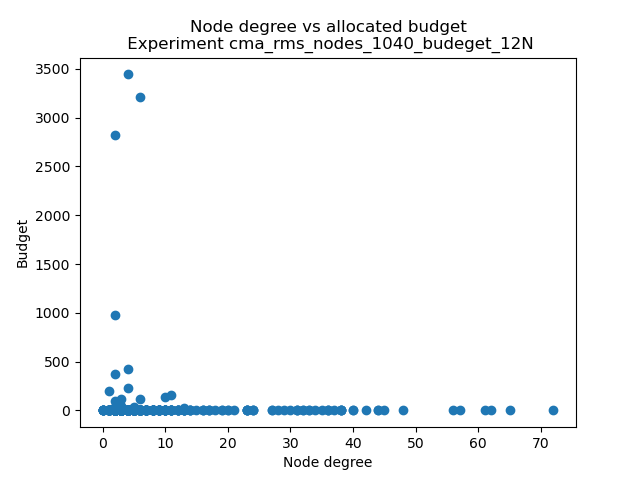 Node degree vs allocated budget
Experiment cma_rms_nodes_1040_budeget_12N
3500
3000
2500
2000
1500
1000
500
0
Budget
0 10 20 30 40 50 60 70
Node degree